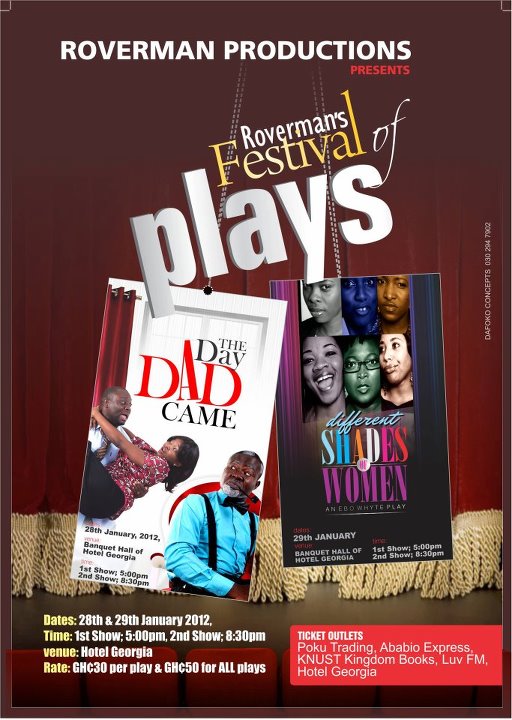 ROVERMAN PRODUCTIONS
PRESENTS
Roverman's
Festival of
plays
DAFOKO CONCEPTS 030 294 7902
THE
Day
DAD
CAME
dates:
28th January, 2012,
venue:
Banquet Hall of
Hotel Georgia
time:
1st Show; 5:00pm
2nd Show; 8:30pm
different
SHADES
OF
WOMEN
AN EBO WHYTE PLAY
dates:
29th JANUARY
venue:
BANQUET HALL OF
HOTEL GEORGIA
time:
1st Show; 5:00pm
2nd Show; 8:30pm
Dates: 28th & 29th January 2012,
Time: 1st Show; 5:00pm, 2nd Show; 8:30pm
venue: Hotel Georgia
Rate: GH¢30 per play & GH¢50 for ALL plays
TICKET OUTLETS
Poku Trading, Ababio Express,
KNUST Kingdom Books, Luv FM,
Hotel Georgia